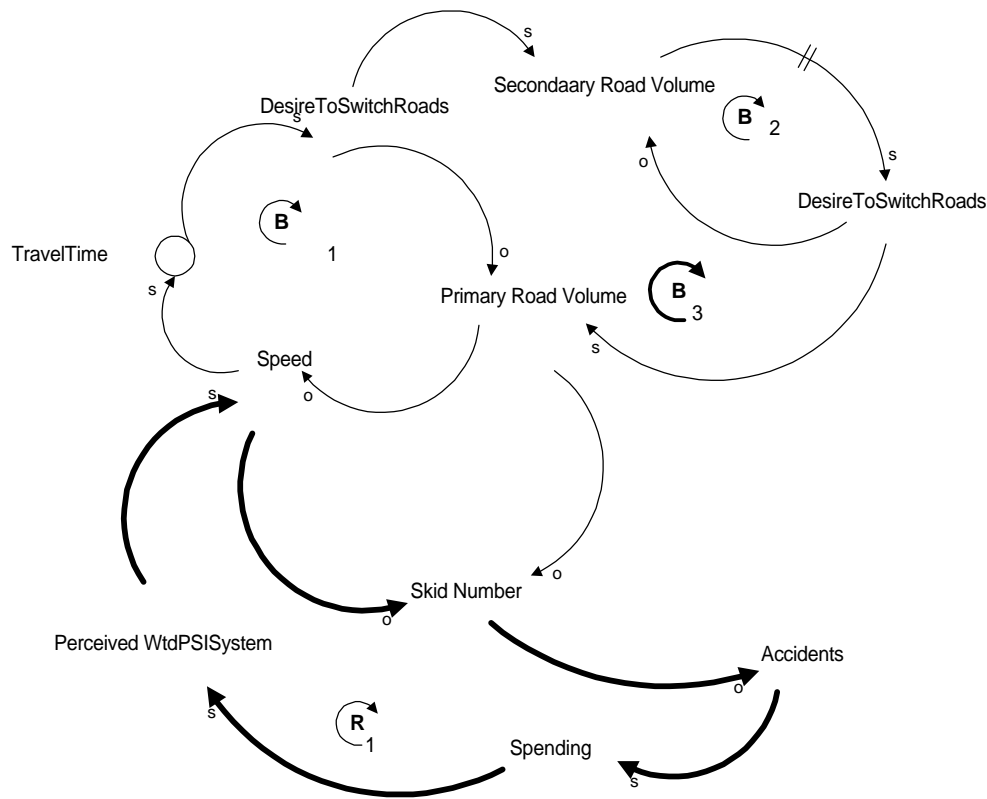 s
Secondaary Road Volume
DesireToSwitchRoads
s
B
2
s
o
DesireToSwitchRoads
B
1
TravelTime
o
s
Primary Road Volume
B
3
s
Speed
o
s
Skid Number
o
o
Perceived WtdPSISystem
Accidents
o
s
R
1
Spending
s